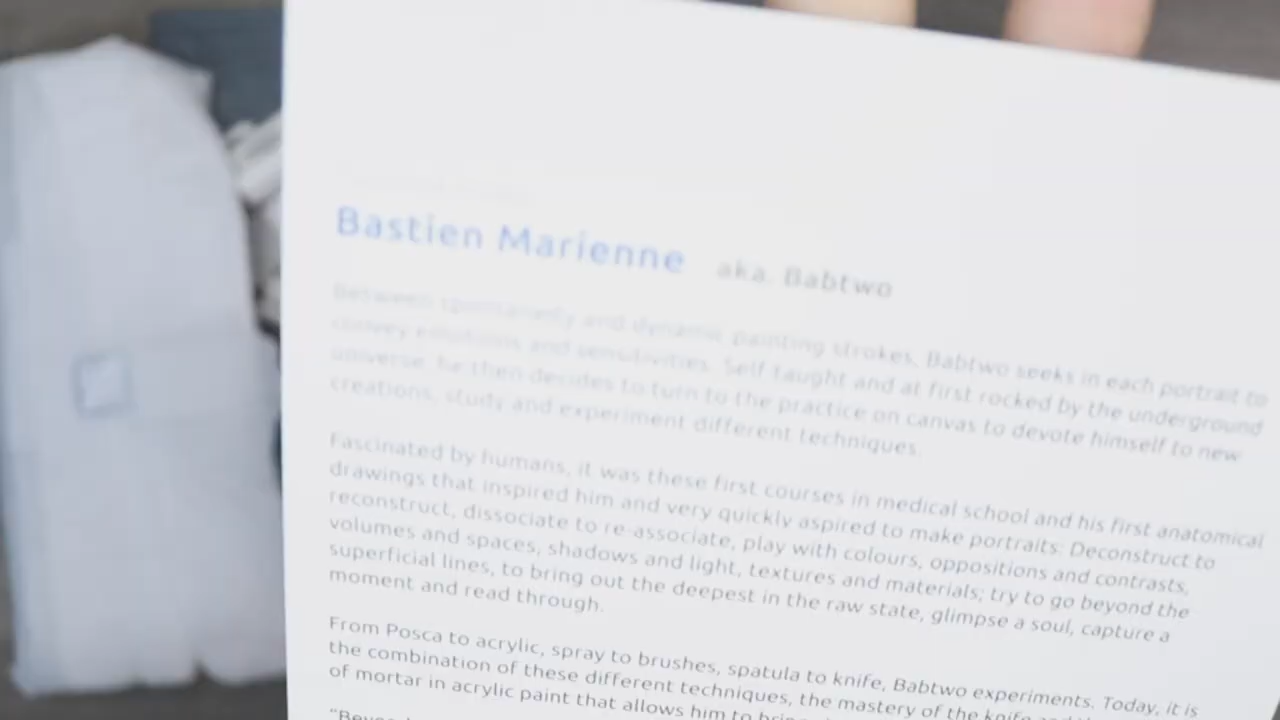 Bastien Marienne aka. Babtwo
Between spontaneity and dynamic painting strokes, Babtwo seeks in each portrait to
convey emotions and sensitivities. Self taught and at first rocked by the underground
universe, he then decides to turn to the practice on canvas to devote himself to new
creations, study and experiment different techniques.
Fascinated by humans, it was these first courses in medical school and his first anatomical
drawings that inspired him and very quickly aspired to make portraits: Deconstruct to
reconstruct, dissociate to re-associate, play with colours, oppositions and contrasts,
volumes and spaces, shadows and light, textures and materials; try to go beyond the
superficial lines, to bring out the deepest in the raw state, glimpse a soul, capture a
moment and read through.
From Posca to acrylic, spray to brushes, spatula to knife, Babtwo experiments. Today, it is
the combination of these different techniques, the mastery of the knife and
of mortar in acrylic paint that allows him to